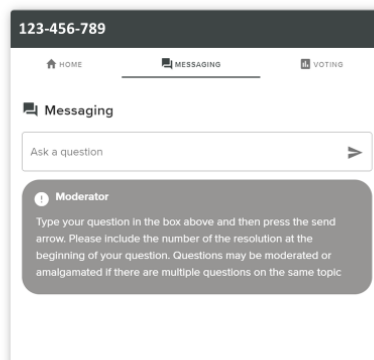 123-456-789
HOME
MESSAGING
VOTING
Messaging
Ask a question
Moderator
Type your question in the box above and then press the send
arrow. Please include the number of the resolution at the
beginning of your question. Questions may be moderated or
amalgamated if there are multiple questions on the same topic